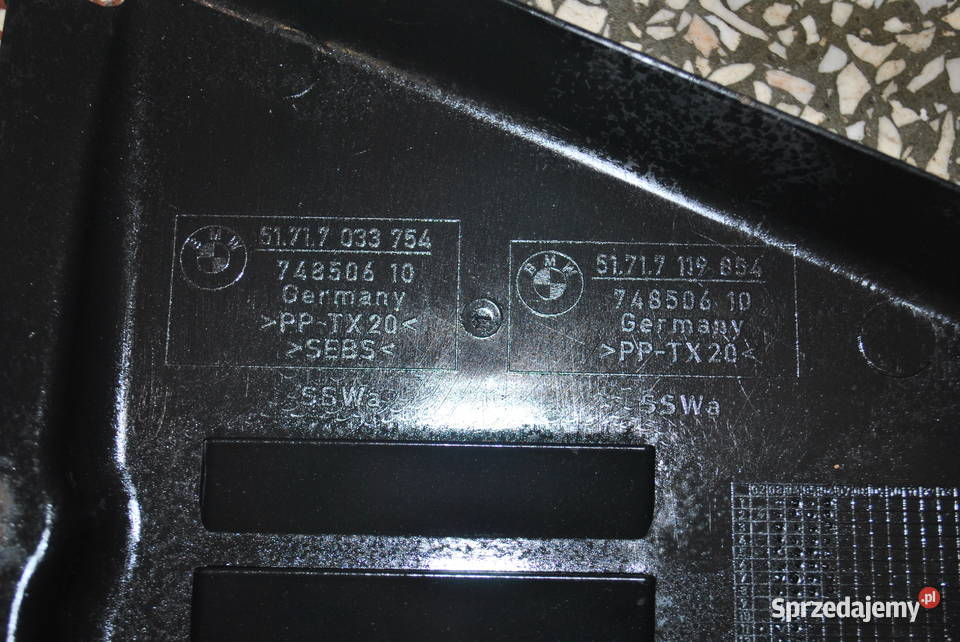 BMW
51.71.7 033 754
748506 10
Germany
>PP-TX20<
>SEBS<
SSWa
BMW
51.71.7 119 854
748506.10
Germany
>PP-TX20<
SSWa
Sprzedajemy.pl